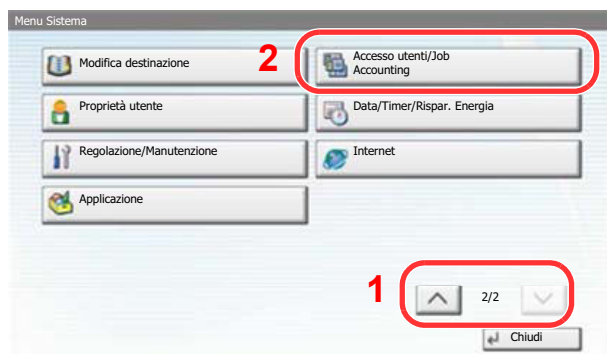 Menu Sistema
Modifica destinazione
2
Accesso utenti/Job
Accounting
Proprietà utente
Data/Timer/Rispar. Energia
Regolazione/Manutenzione
Internet
Applicazione
1
2/2
Chiudi